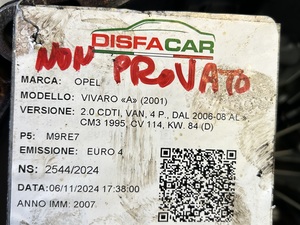 DISFACAR
NON PROVATO
MARCA: OPEL
MODELLO: VIVARO «A» (2001)
VERSIONE: 2.0 CDTI, VAN, 4 P., DAL 2006-08 AL -
CM3 1995, CV 114, KW. 84 (D)
P5: M9RE7
EMISSIONE: EURO 4
NS: 2544/2024
DATA:06/11/2024 17:38:00
ANNO IMM: 2007